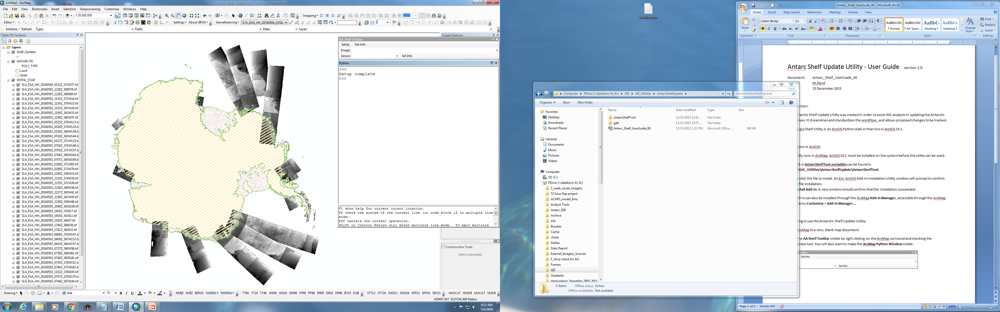 Untitled - ArcMap
File Edit View Bookmarks Insert Selection Geoprocessing Customize Windows Help
1:25,000,000
Snapping
Editor
Settings About SIPAS
Georeferencing S1A_ESA_HH_20160504_0152Z
Initialize / Refresh Type: Field: Date: Layer:
Table Of Contents
Layers
Shelf_Updates
ANTARCTIC
POLY_TYPE
Land
Shelf
SNTNL_STAR
S1A_ESA_HH_20160504_0152Z_S72W77.tif
S1A_ESA_HH_20160503_2226Z_S69E78.tif
S1A_ESA_HH_20160503_2226Z_S68E80.tif
S1A_ESA_HH_20160502_2153Z_S73W16.tif
S1A_ESA_HH_20160502_2154Z_S70W23.tif
S1A_ESA_HH_20160502_2155Z_S67W29.tif
S1A_ESA_HH_20160502_2156Z_S63W33.tif
S1A_ESA_HH_20160502_2158Z_S60W37.tif
S1A_ESA_HH_20160502_0525Z_S76W113.tif
S1A_ESA_HH_20160502_0526Z_S74W124.tif
S1A_ESA_HH_20160502_0528Z_S68W139.tif
S1A_ESA_HH_20160502_0529Z_S65W144.tif
S1A_ESA_HH_20160502_0527Z_S71W133.tif
S1A_ESA_HH_20160502_0704Z_S74W148.tif
S1A_ESA_HH_20160502_0705Z_S71W157.tif
S1A_ESA_HH_20160502_0706Z_S68W164.tif
S1A_ESA_HH_20160502_0707Z_S65W169.tif
S1A_ESA_HH_20160502_0209Z_S71W85.tif
S1A_ESA_HH_20160502_0209Z_S73W79.tif
S1A_ESA_HH_20160503_2100Z_S59W23.tif
S1A_ESA_HH_20160503_2234Z_S74W20.tif
S1A_ESA_HH_20160503_2235Z_S71W30.tif
S1A_ESA_HH_20160503_2236Z_S69W36.tif
S1A_ESA_HH_20160503_2237Z_S65W41.tif
S1A_ESA_HH_20160503_2238Z_S62W45.tif
S1A_ESA_HH_20160503_2239Z_S59W48.tif
S1A_ESA_HH_20160503_2046Z_S65E109.tif
S1A_ESA_HH_20160503_1918Z_S70E17.tif
S1A_ESA_HH_20160503_1919Z_S67E11.tif
S1A_ESA_HH_20160503_1920Z_S64E7.tif
S1A_ESA_HH_20160503_1740Z_S68E38.tif
S1A_ESA_HH_20160503_1741Z_S65E32.tif
S1A_ESA_HH_20160503_0608Z_S70W147.ti
S1A_ESA_HH_20160503_0609Z_S67W152.ti
S1A_ESA_HH_20160503_0610Z_S64W157.ti
S1A_ESA_HH_20160503_0737Z_S68W58.tif
S1A_ESA_HH_20160503_0738Z_S69W61.tif
S1A_ESA_HH_20160503_0748Z_S65E181.tif
S1A_ESA_HH_20160503_0745Z_S76W151.ti
S1A_ESA_HH_20160503_0746Z_S73W162.ti
S1A_ESA_HH_20160503_1102Z_S76E165.tif
S1A_ESA_HH_20160503_0747Z_S70W170.ti
S1A_ESA_HH_20160503_0748Z_S67E184.tif
Create Features
AA Shelf Toolbar
SetUp Get Info
Image:
Sensor: Set Info
Python
>>>
Setup complete
>>>
F1 show help for current cursor location.
F2 check the syntax of the current line (or code block if in multiple line
mode).
ESC cancels the current operation.
Shift or Control Return will enter multiple line mode. To exit multiple
Construction Tools
Select a template.
Drawing Arial 10 B I U A
NMIZ SMIZ BERGS SWEEKLY NWEEKLY TT00 TT24 TT48 WD00 WD24 WD48 PP00 PP48 DR00 DR24 DR48 BY15 IC48 STT12 STT24 SWD12 SWD24 SPP12 SPP24 SBY15 NASCAT NSSMI SASCAT SSSMI
435407.547 3137234.309 Meters
8:23 AM
5/4/2016
workflow_n...
Computer FDrive (\\datafarm-4) (K:) GIS GIS_Utilities AntarcShelfUpdate
Search AntarcShelfUpdate
Organize Burn New folder
Name Date modified Type Size
AntarcShelfTool 12/15/2015 11:01 ... File folder
gdb 12/15/2015 10:37 ... File folder
Antarc_Shelf_UserGuide_00 12/15/2015 1:33 PM Microsoft Office ... 199 KB
Favorites
Desktop
Downloads
Recent Places
Libraries
Documents
Music
Pictures
Videos
Computer
OS (C:)
FDrive (\\datafarm-4) (K:)
2_week_saved_imagery
72 hour flap project
ACNFS_model_kmz
Analyst Tools
Antarc_E00
Archive
ASL
Brushes
Cache
charts
Dailies
Data_Report
External_Imagery_Sources
F_drive check for AO
Frames
GIS
Gradients
Hemispheric Shapefiles 2005-2015
3 items Offline status: Online
Offline availability: Not available
Antarc_Shelf_UserGuide_00 - Microsoft Word
Home Insert Page Layout References Mailings Review View
Paste
Calibri (Body) 11
AaBbCcDc AaBbCcDc AaBbCc AaBbCc
¶ Normal ¶ No Spaci... Heading 1 Heading 2
Change Styles
Find
Replace
Select
Clipboard Font Paragraph Styles Editing
Antarc Shelf Update Utility - User Guide version 1.0
Document: Antarc_Shelf_UserGuide_00
M.Denil
15 December 2015
ction:
tarctic Shelf Update Utility was created in order to assist NIC analysts in updating the Antarctic
ves. It streamlines and standardizes the workflow, and allows proposed changes to be tracked.
tarc Shelf Utility is an ArcGIS Python Add-In that runs in ArcGIS 10.1.
tion in ArcGIS:
ity runs in ArcMap. ArcGIS 10.1 must be installed on the system before the utility can be used.
d-in AntarcShelfTool.esriaddin can be found in
GIS_Utilities\AntarcShelfUpdate\AntarcShelfTool.
click the file to install. An Esri ArcGIS Add-In Installation Utility window will prompt to confirm
file installation.
stall Add-In. A new window should confirm that the Installation succeeded.
dd-In can also be installed through the ArcMap Add-In Manager, accessible through the ArcMap
enu: Customize > Add-In Manager....
ng to use the Antarctic Shelf Update Utility:
rcMap to a new, blank map document.
he AA Shelf Toolbar visible by right clicking on the ArcMap surround and checking the
riate tool. You will also want to make the ArcMap Python Window visible.
oolbar
Get Info
Set Info
Page: 1 of 2 Words: 457
100%